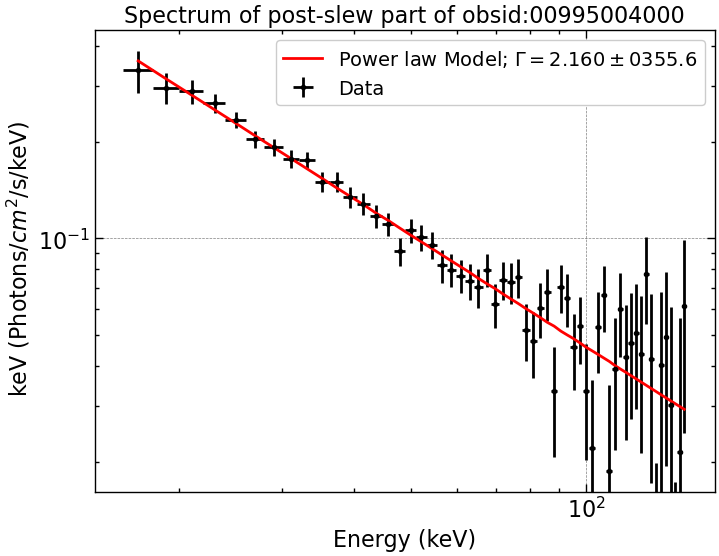 Spectrum of post-slew part of obsid:00995004000
Power law Model; Γ = 2.160 ± 0355.6
Data
keV (Photons/cm²/s/keV)
10⁻¹
10²
Energy (keV)